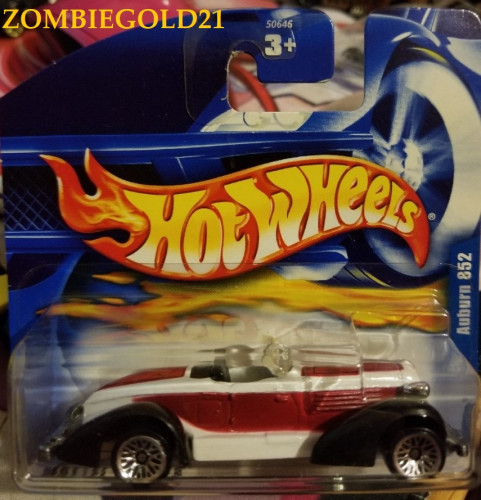 ZOMBIEGOLD21
50646
3+
HOT WHEELS®
Auburn 852